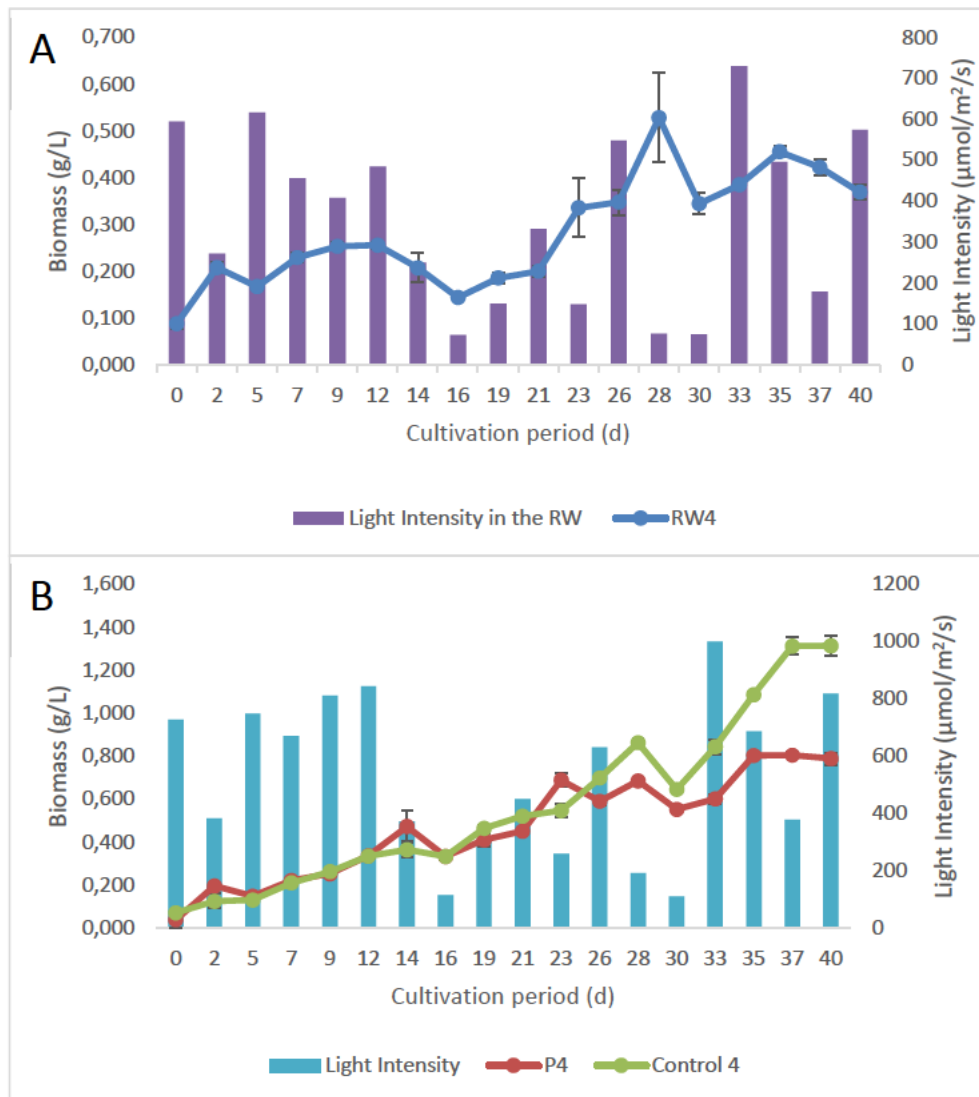 A
Biomass (g/L)
0,700
0,600
0,500
0,400
0,300
0,200
0,100
0,000
800
700
600
500
400
300
200
100
0
Light Intensity (µmol/m²/s)
0 2 5 7 9 12 14 16 19 21 23 26 28 30 33 35 37 40
Cultivation period (d)
Light Intensity in the RW RW4
B
Biomass (g/L)
1,600
1,400
1,200
1,000
0,800
0,600
0,400
0,200
0,000
1200
1000
800
600
400
200
0
Light Intensity (µmol/m²/s)
0 2 5 7 9 12 14 16 19 21 23 26 28 30 33 35 37 40
Cultivation period (d)
Light Intensity P4 Control 4